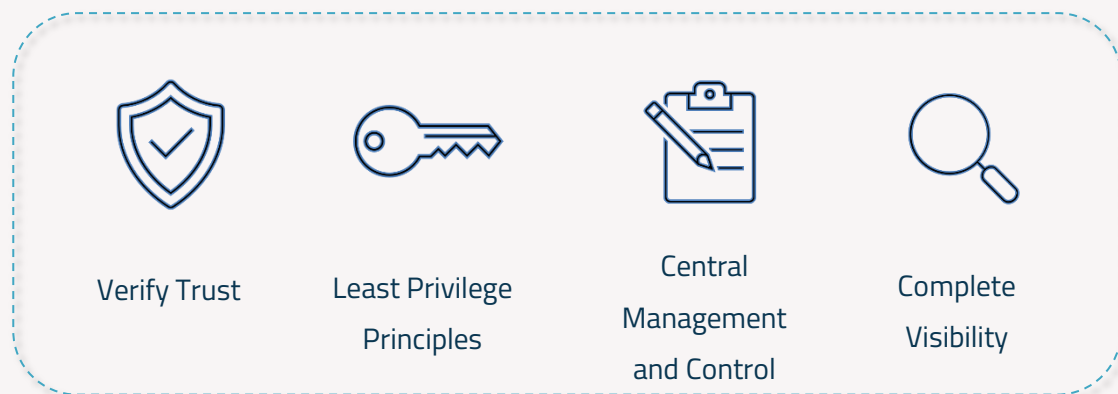 Verify Trust
Least Privilege
Principles
Central
Management
and Control
Complete
Visibility